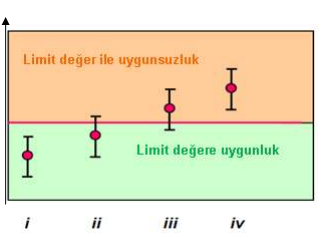 Limit değer ile uygunsuzluk
Limit değere uygunluk
i ii iii iv